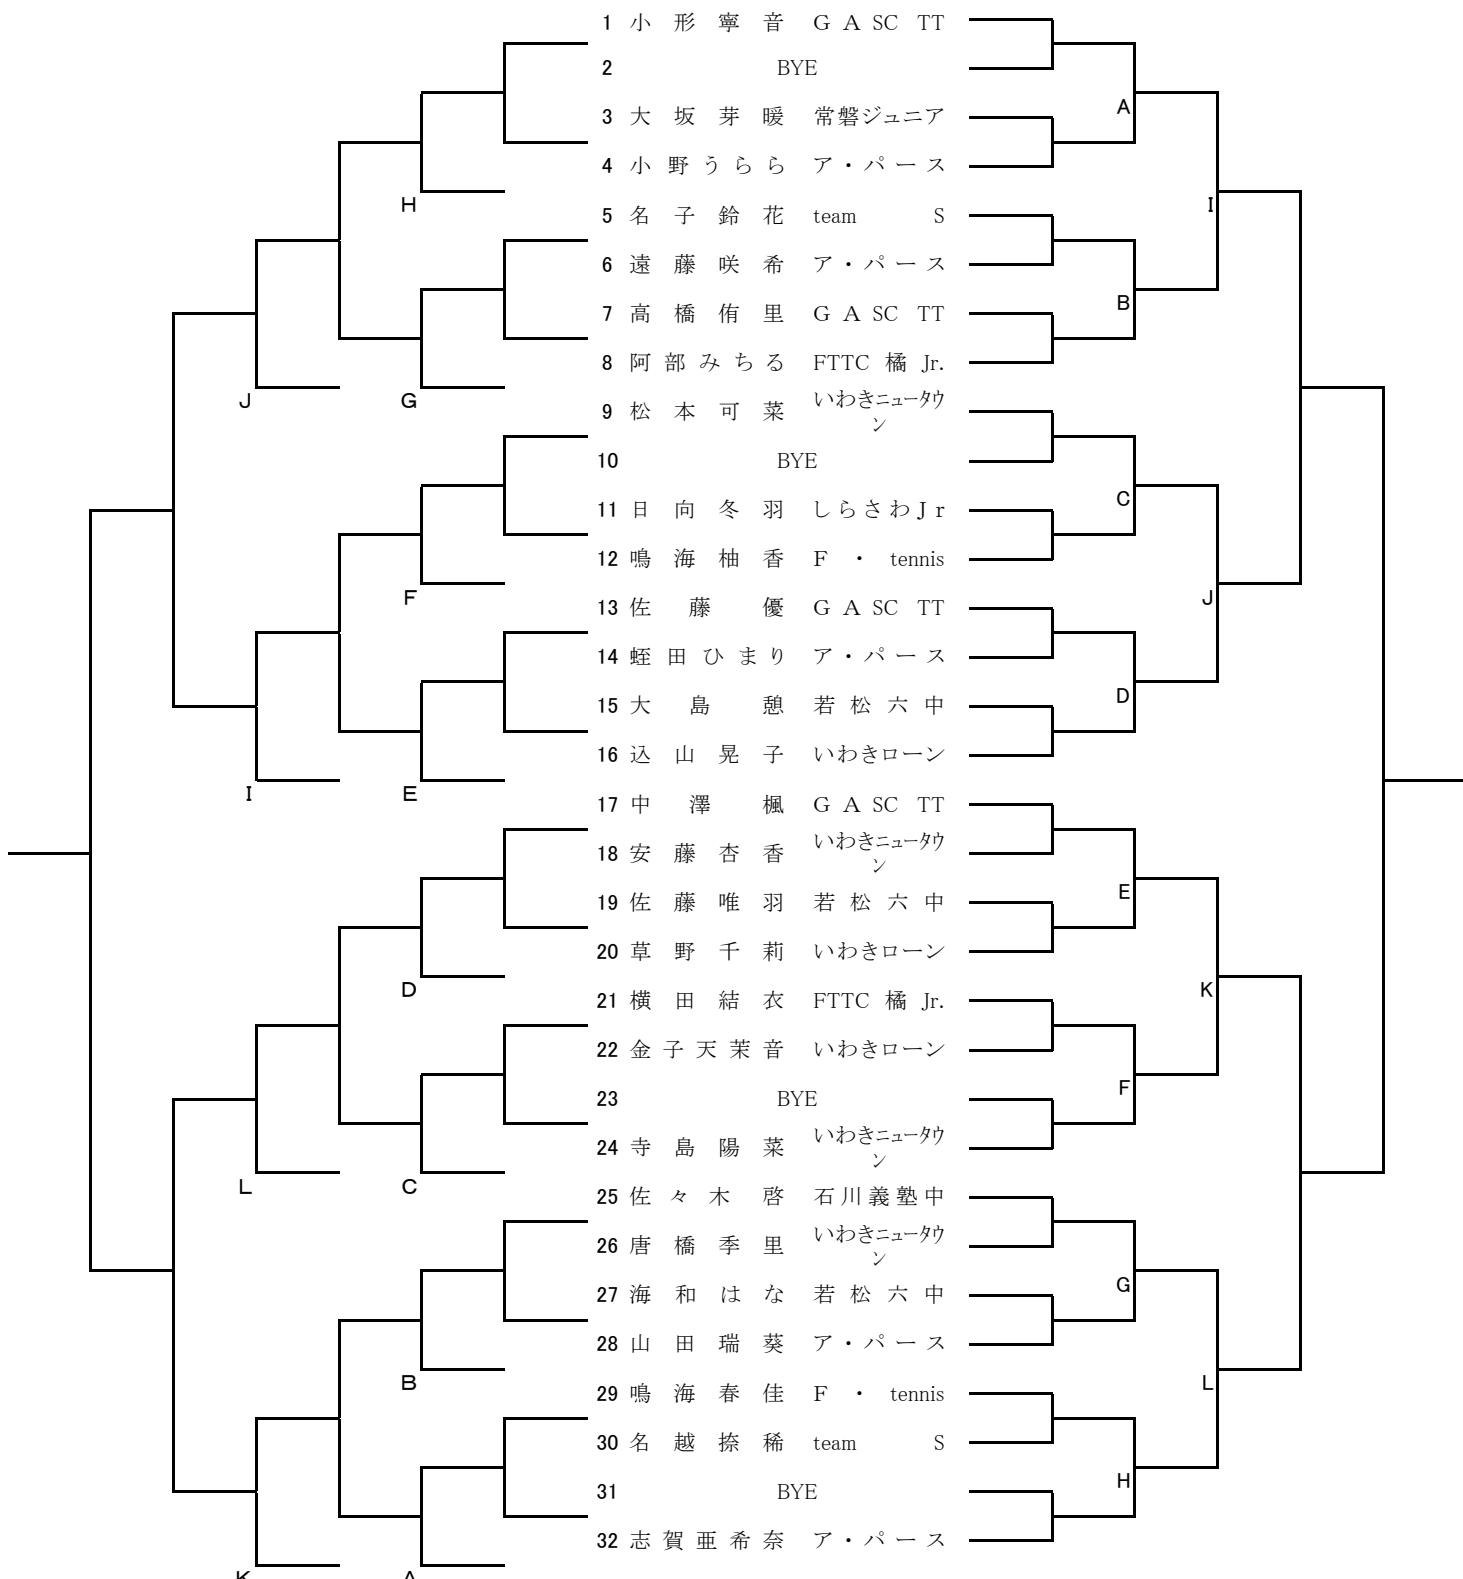 1 小形寧音 GA SC TT
2 BYE
A
3 大坂芽暖 常磐ジュニア
4 小野うらら ア・パース
H
5 名子鈴花 team S
I
6 遠藤咲希 ア・パース
B
7 高橋侑里 GA SC TT
8 阿部みちる FTTC 橘 Jr.
J
G
9 松本可菜 いわきニュータウン
10 BYE
C
11 日向冬羽 しらさわJr
12 鳴海柚香 F・tennis
F
J
13 佐藤優 GA SC TT
14 蛭田ひまり ア・パース
D
15 大島憩 若松六中
16 込山晃子 いわきローン
I
E
17 中澤楓 GA SC TT
18 安藤杏香 いわきニュータウン
E
19 佐藤唯羽 若松六中
20 草野千莉 いわきローン
D
K
21 横田結衣 FTTC 橘 Jr.
22 金子天茉音 いわきローン
F
23 BYE
24 寺島陽菜 いわきニュータウン
L
C
25 佐々木啓 石川義塾中
26 唐橋季里 いわきニュータウン
G
27 海和はな 若松六中
28 山田瑞葵 ア・パース
B
L
29 鳴海春佳 F・tennis
30 名越捺稀 team S
H
31 BYE
32 志賀亜希奈 ア・パース
K
A